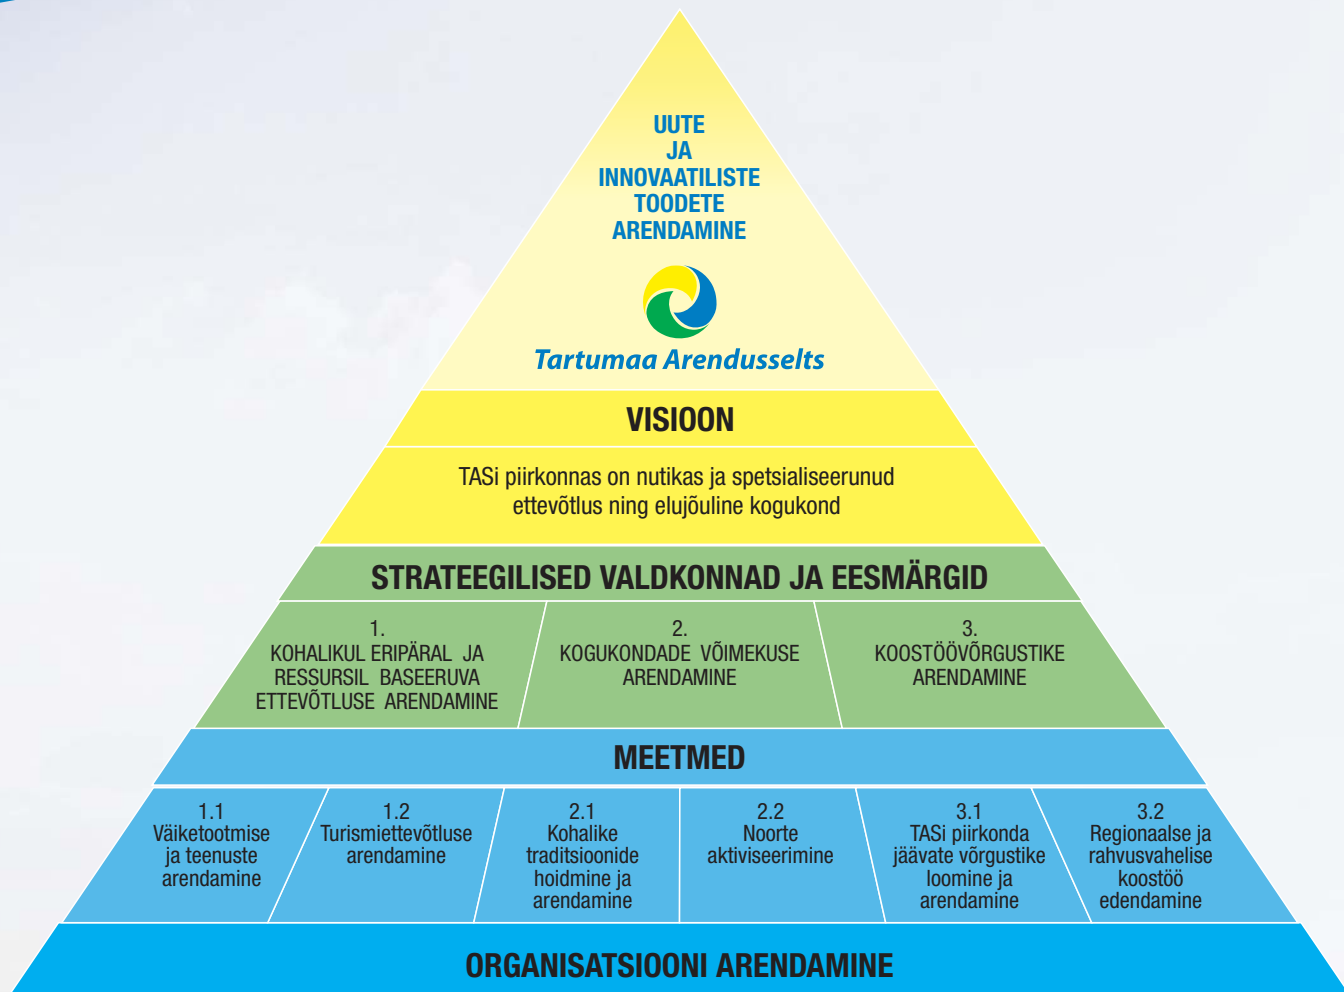 UUTE
JA
INNOVAATILISTE
TOODETE
ARENDAMINE
Tartumaa Arendusselts
VISIOON
TASi piirkonnas on nutikas ja spetsialiseerunud
ettevõtlus ning elujõuline kogukond
STRATEEGILISED VALDKONNAD JA EESMÄRGID
1.
KOHALIKUL ERIPÄRAL JA
RESSURSIL BASEERUVA
ETTEVÕTLUSE ARENDAMINE
2.
KOGUKONDADE VÕIMEKUSE
ARENDAMINE
3.
KOOSTÖÖVÕRGUSTIKE
ARENDAMINE
MEETMED
1.1
Väiketootmise
ja teenuste
arendamine
1.2
Turismiettevõtluse
arendamine
2.1
Kohalike
traditsioonide
hoidmine ja
arendamine
2.2
Noorte
aktiviseerimine
3.1
TASi piirkonda
jäävate võrgustike
loomine ja
arendamine
3.2
Regionaalse ja
rahvusvahelise
koostöö
edendamine
ORGANISATSIOONI ARENDAMINE